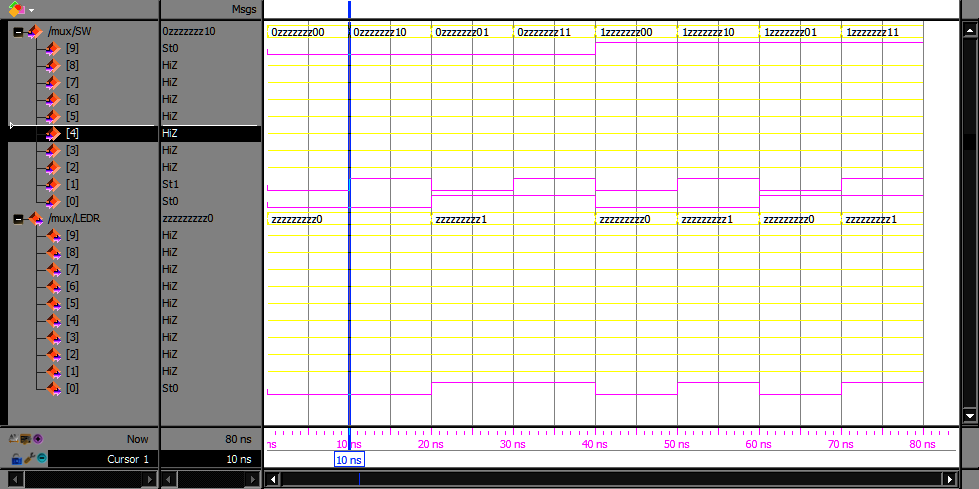 Msgs
/mux/SW 0zzzzzzz10 0zzzzzzz00 0zzzzzzz10 0zzzzzzz01 0zzzzzzz11 1zzzzzzz00 1zzzzzzz10 1zzzzzzz01 1zzzzzzz11
[9] St0
[8] HiZ
[7] HiZ
[6] HiZ
[5] HiZ
[4] HiZ
[3] HiZ
[2] HiZ
[1] St1
[0] St0
/mux/LEDR zzzzzzzzz0 zzzzzzzzz0 zzzzzzzzz1 zzzzzzzzz0 zzzzzzzzz1 zzzzzzzzz0 zzzzzzzzz1
[9] HiZ
[8] HiZ
[7] HiZ
[6] HiZ
[5] HiZ
[4] HiZ
[3] HiZ
[2] HiZ
[1] HiZ
[0] St0
Now 80 ns ns 10 ns 20 ns 30 ns 40 ns 50 ns 60 ns 70 ns 80 ns
Cursor 1 10 ns 10 ns